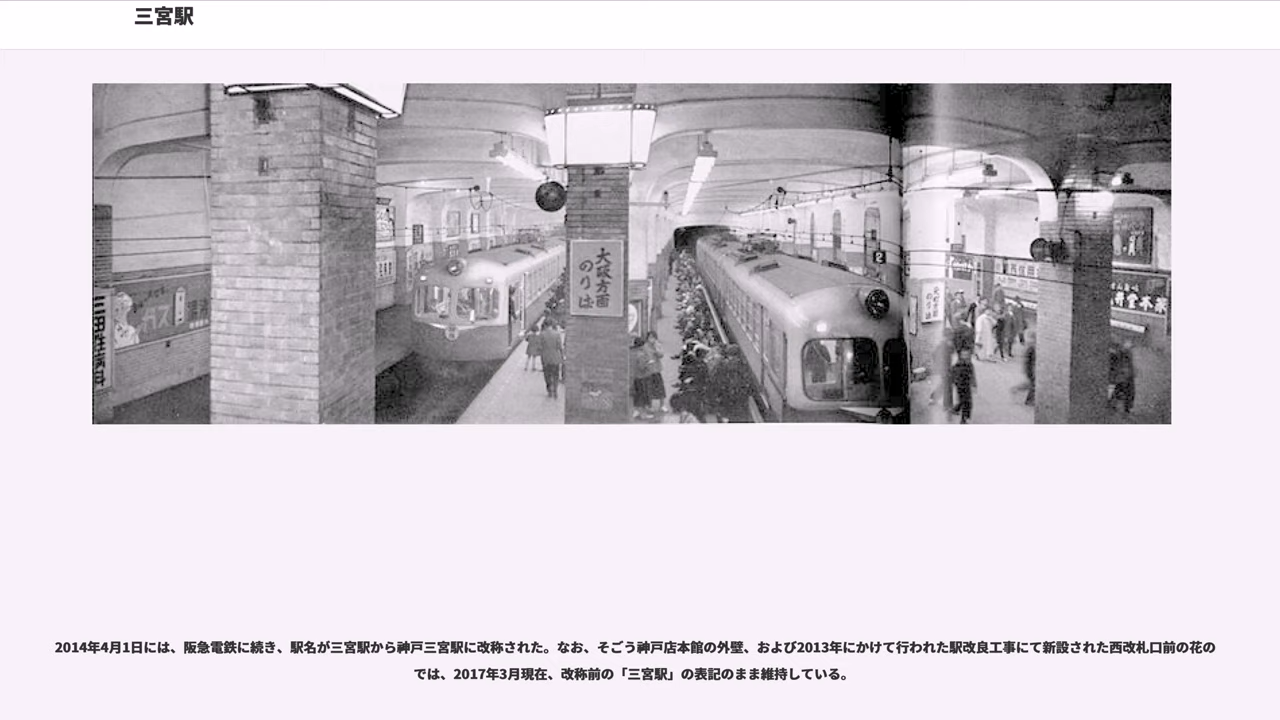 三宮駅
大阪方面
のりば
2
2014年4月1日には、阪急電鉄に続き、駅名が三宮駅から神戸三宮駅に改称された。なお、そごう神戸店本館の外壁、および2013年にかけて行われた駅改良工事にて新設された西改札口前の花の
では、2017年3月現在、改称前の「三宮駅」の表記のまま維持している。